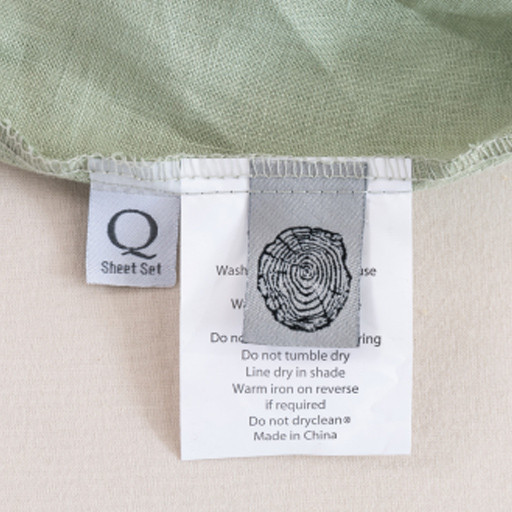 Q
Sheet Set
Wash
Do not tumble dry
Line dry in shade
Warm iron on reverse
if required
Do not dryclean®
Made in China